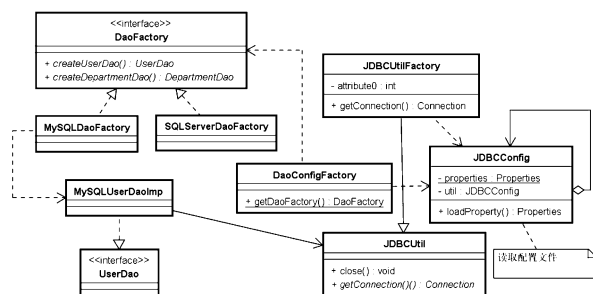 <<interface>>
DaoFactory
+ createUserDao() : UserDao
+ createDepartmentDao() : DepartmentDao
JDBCUtilFactory
- attribute0 : int
+ getConnection() : Connection
MySQLDaoFactory
SQLServerDaoFactory
DaoConfigFactory
+ getDaoFactory() : DaoFactory
JDBCConfig
- properties : Properties
- util : JDBCConfig
+ loadProperty() : Properties
MySQLUserDaoImp
<<interface>>
UserDao
JDBCUtil
+ close() : void
+ getConnection()() : Connection
读取配置文件